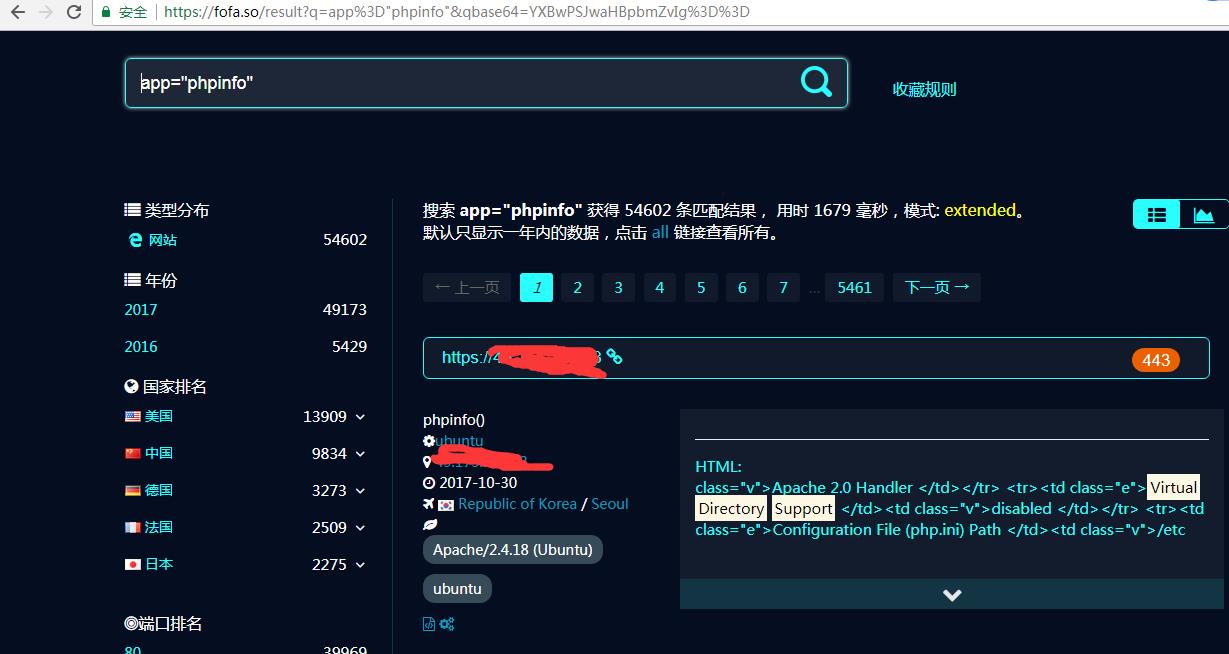 安全 https://fofa.so/result?q=app%3D"phpinfo"&qbase64=YXBwPSJwaHBpbmZvIg%3D%3D
app="phpinfo"
收藏规则
类型分布
网站 54602
年份
2017 49173
2016 5429
国家排名
美国 13909
中国 9834
德国 3273
法国 2509
日本 2275
端口排名
80 39969
搜索 app="phpinfo" 获得 54602 条匹配结果，用时 1679 毫秒，模式: extended。
默认只显示一年内的数据，点击 all 链接查看所有。
← 上一页 1 2 3 4 5 6 7 ... 5461 下一页 →
https://4 3 443
phpinfo()
ubuntu
2017-10-30
Republic of Korea / Seoul
Apache/2.4.18 (Ubuntu)
ubuntu
HTML:
class="v">Apache 2.0 Handler </td></tr> <tr><td class="e">Virtual
Directory Support </td><td class="v">disabled </td></tr> <tr><td
class="e">Configuration File (php.ini) Path </td><td class="v">/etc